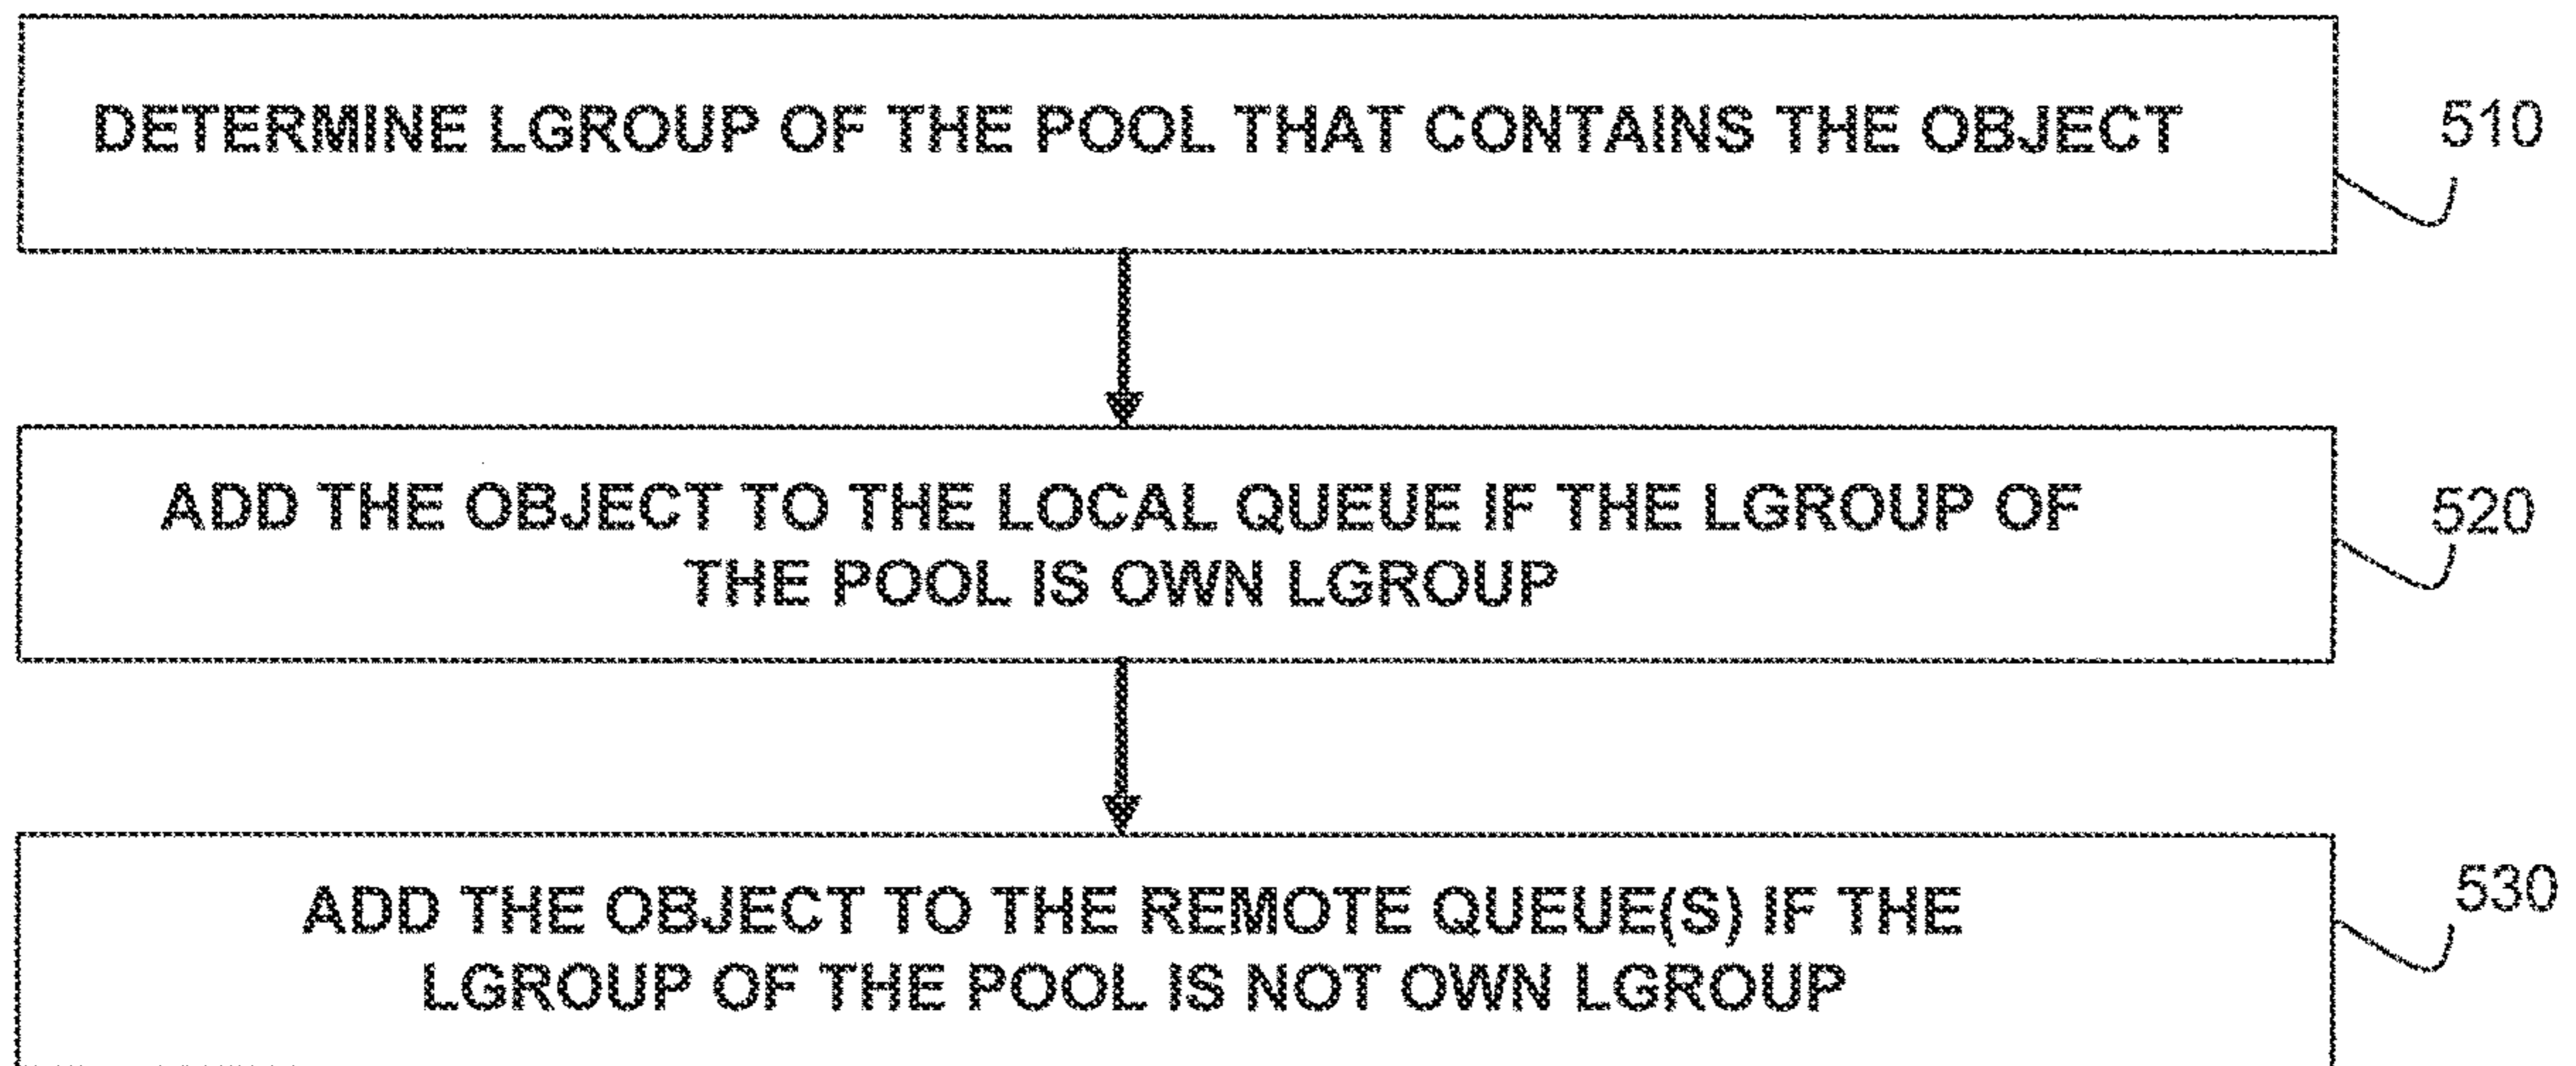 DETERMINE LGROUP OF THE POOL THAT CONTAINS THE OBJECT
510
ADD THE OBJECT TO THE LOCAL QUEUE IF THE LGROUP OF
THE POOL IS OWN LGROUP
520
ADD THE OBJECT TO THE REMOTE QUEUE(S) IF THE
LGROUP OF THE POOL IS NOT OWN LGROUP
530